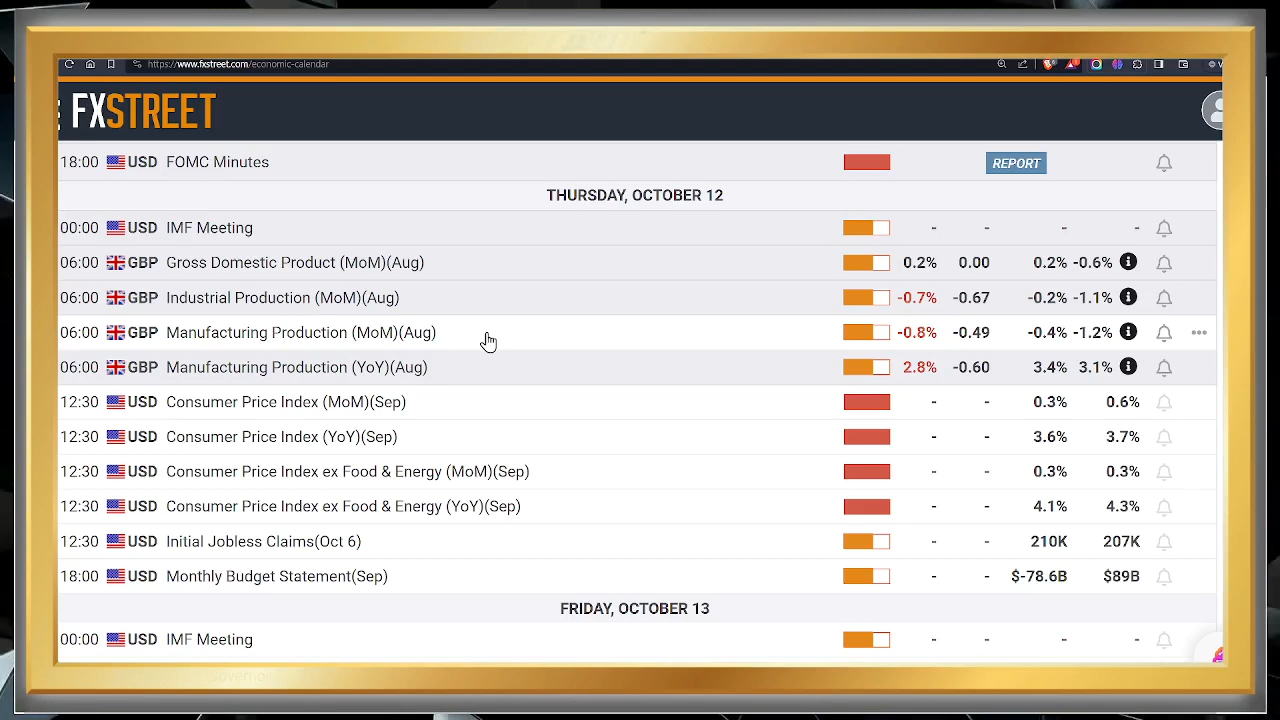 https://www.fxstreet.com/economic-calendar
FXSTREET
18:00 USD FOMC Minutes REPORT
THURSDAY, OCTOBER 12
00:00 USD IMF Meeting - - - -
06:00 GBP Gross Domestic Product (MoM)(Aug) 0.2% 0.00 0.2% -0.6%
06:00 GBP Industrial Production (MoM)(Aug) -0.7% -0.67 -0.2% -1.1%
06:00 GBP Manufacturing Production (MoM)(Aug) -0.8% -0.49 -0.4% -1.2%
06:00 GBP Manufacturing Production (YoY)(Aug) 2.8% -0.60 3.4% 3.1%
12:30 USD Consumer Price Index (MoM)(Sep) - - 0.3% 0.6%
12:30 USD Consumer Price Index (YoY)(Sep) - - 3.6% 3.7%
12:30 USD Consumer Price Index ex Food & Energy (MoM)(Sep) - - 0.3% 0.3%
12:30 USD Consumer Price Index ex Food & Energy (YoY)(Sep) - - 4.1% 4.3%
12:30 USD Initial Jobless Claims(Oct 6) - - 210K 207K
18:00 USD Monthly Budget Statement(Sep) - - $-78.6B $89B
FRIDAY, OCTOBER 13
00:00 USD IMF Meeting - - - -